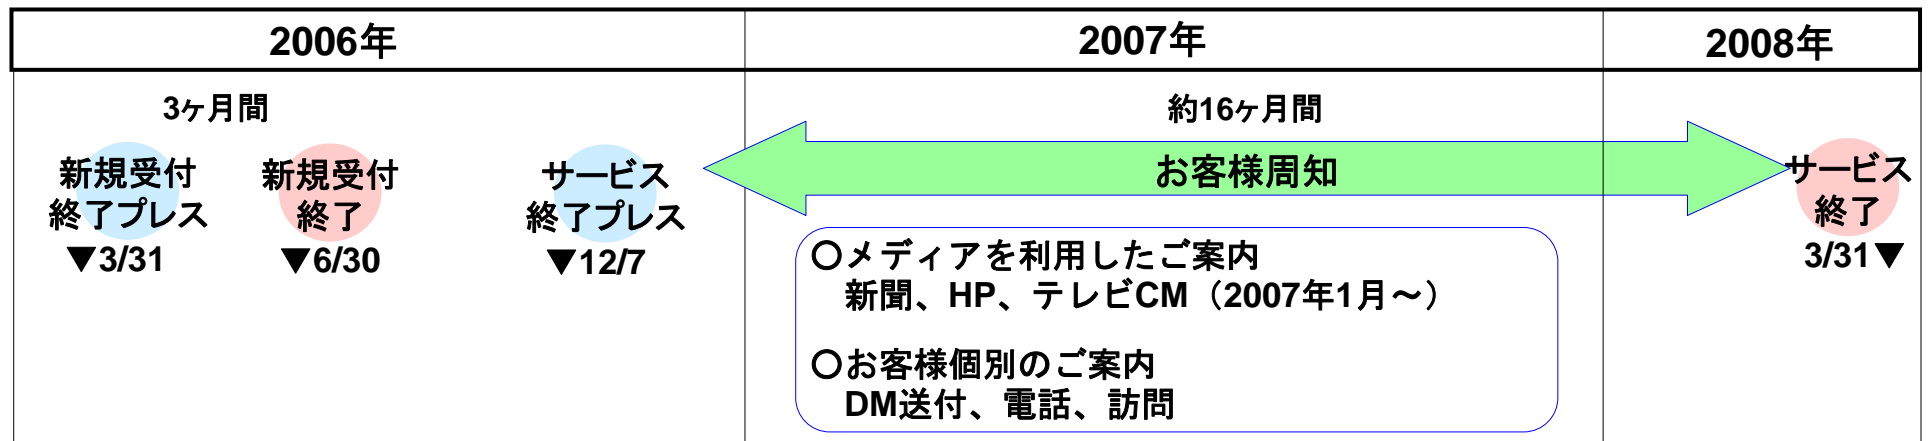 2006年
2007年
2008年
3ヶ月間
約16ヶ月間
新規受付
終了プレス
▼3/31
新規受付
終了
▼6/30
サービス
終了プレス
▼12/7
お客様周知
サービス
終了
3/31▼
〇メディアを利用したご案内
新聞、HP、テレビCM（2007年1月～）
〇お客様個別のご案内
DM送付、電話、訪問